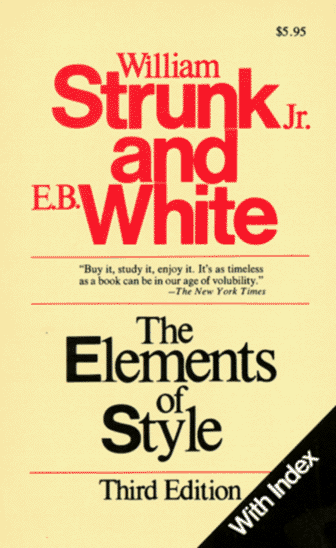 $5.95
William
Strunk Jr.
and
E.B. White
"Buy it, study it, enjoy it. It's as timeless
as a book can be in our age of volubility."
—The New York Times
The
Elements
of
Style
Third Edition
With Index